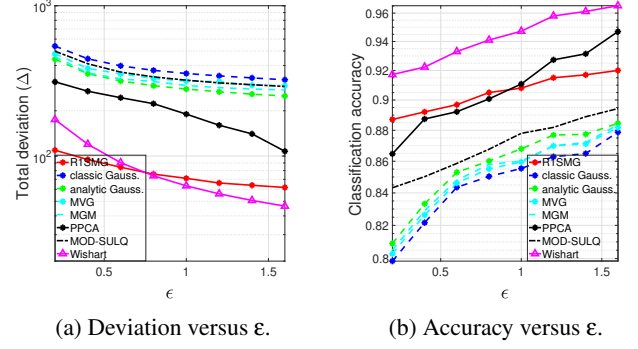 Total deviation (Δ)
10³
10²
0.5
1
1.5
ϵ
R1SMG
classic Gauss.
analytic Gauss.
MVG
MGM
PPCA
MOD-SULQ
Wishart
(a) Deviation versus ε.
Classification accuracy
0.96
0.94
0.92
0.9
0.88
0.86
0.84
0.82
0.8
0.5
1
1.5
ϵ
R1SMG
classic Gauss.
analytic Gauss.
MVG
MGM
PPCA
MOD-SULQ
Wishart
(b) Accuracy versus ε.